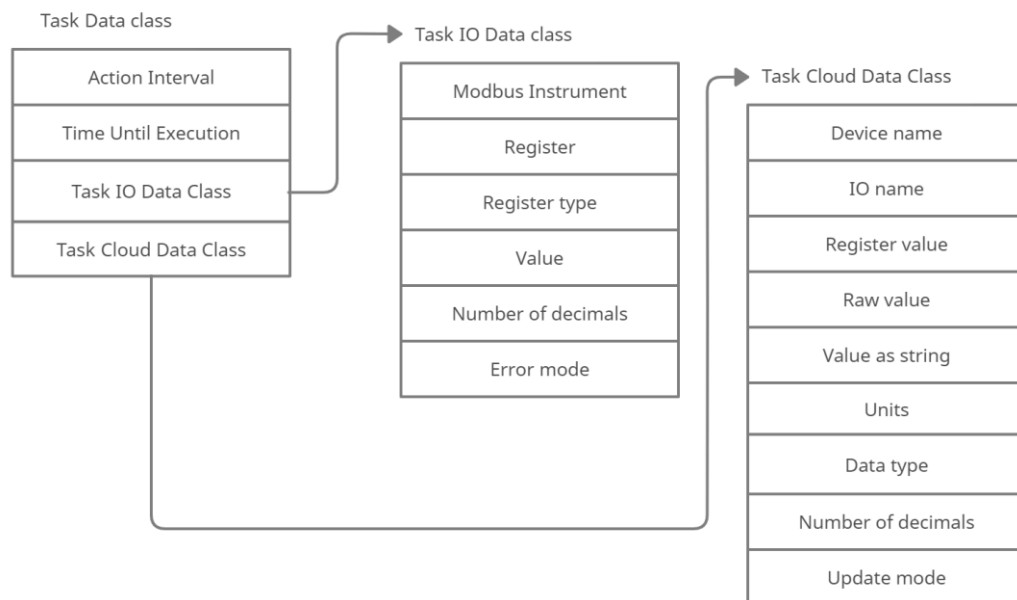 Task Data class
Action Interval
Time Until Execution
Task IO Data Class
Task Cloud Data Class
Task IO Data class
Modbus Instrument
Register
Register type
Value
Number of decimals
Error mode
Task Cloud Data Class
Device name
IO name
Register value
Raw value
Value as string
Units
Data type
Number of decimals
Update mode